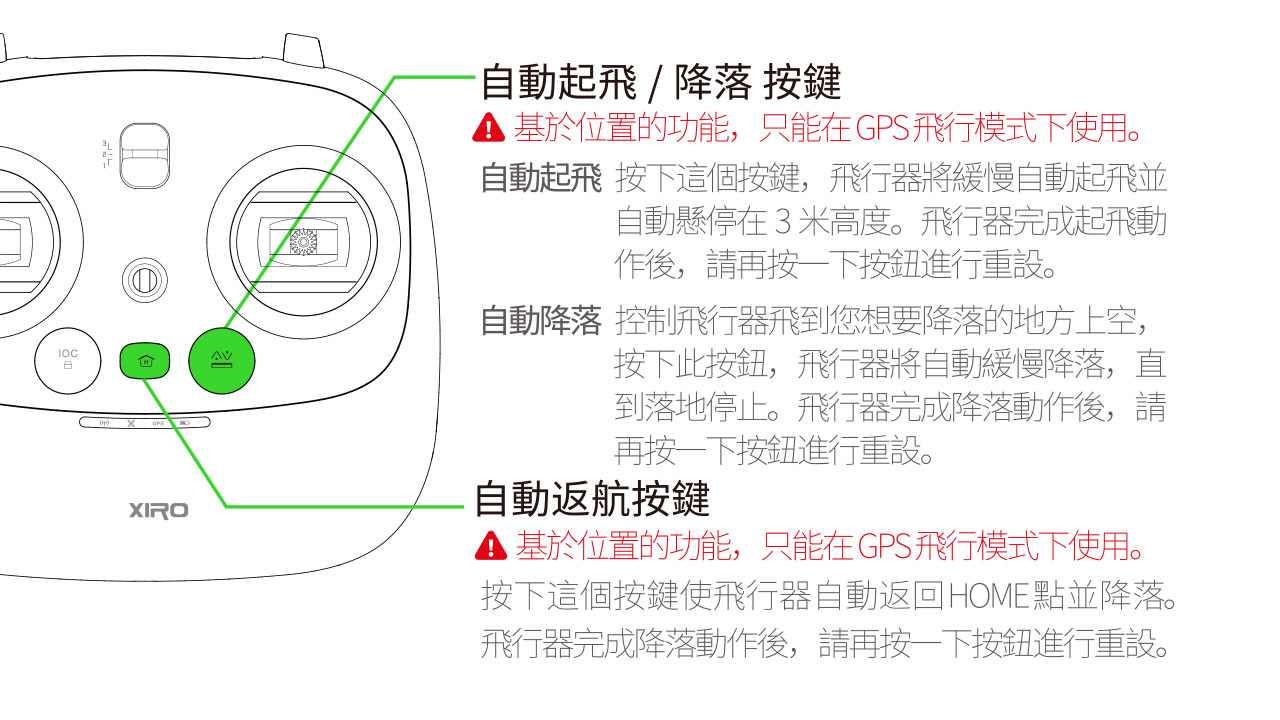 自動起飛 / 降落 按鍵
基於位置的功能，只能在GPS飛行模式下使用。
自動起飛 按下這個按鍵，飛行器將緩慢自動起飛並
自動懸停在 3 米高度。飛行器完成起飛動
作後，請再按一下按鈕進行重設。
自動降落 控制飛行器飛到您想要降落的地方上空，
按下此按鈕，飛行器將自動緩慢降落，直
到落地停止。飛行器完成降落動作後，請
再按一下按鈕進行重設。
自動返航按鍵
基於位置的功能，只能在GPS飛行模式下使用。
按下這個按鍵使飛行器自動返回HOME點並降落。
飛行器完成降落動作後，請再按一下按鈕進行重設。
3
2
1
IOC
H
GPS
XIRO